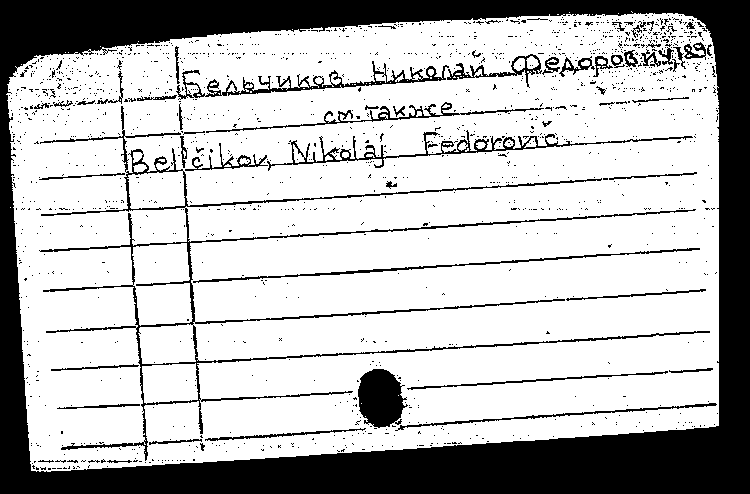 Бельчиков, Николай Федорович,
см. также
Bel'čikov, Nikolaj Fedorovič.